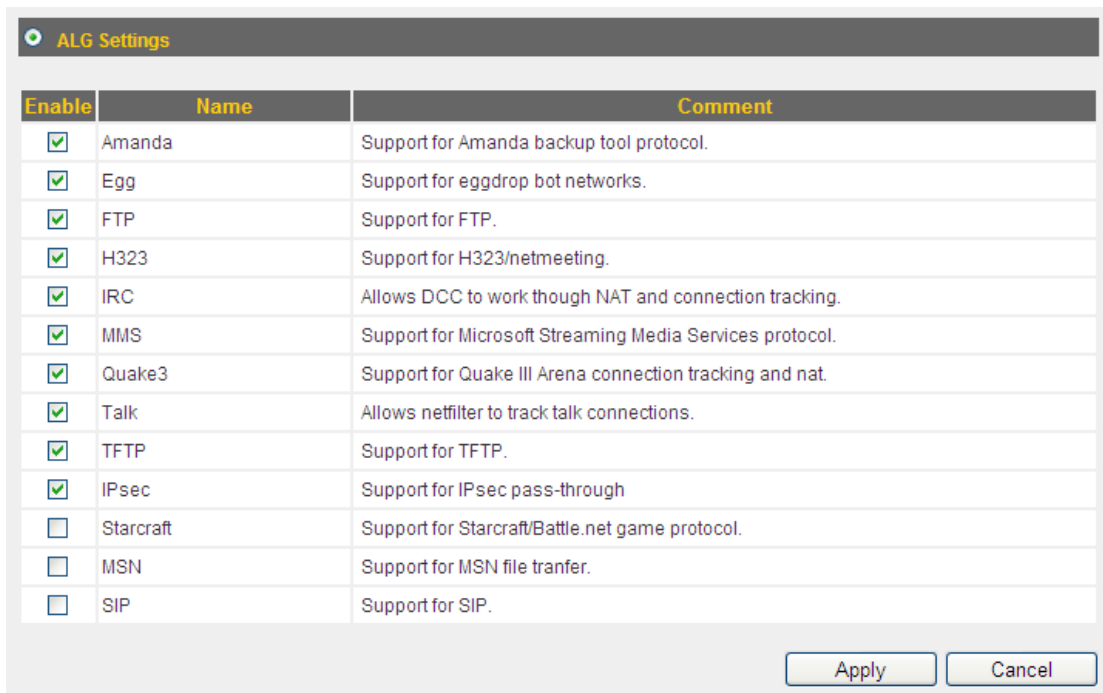 ALG Settings
Enable Name Comment
Amanda Support for Amanda backup tool protocol.
Egg Support for eggdrop bot networks.
FTP Support for FTP.
H323 Support for H323/netmeeting.
IRC Allows DCC to work though NAT and connection tracking.
MMS Support for Microsoft Streaming Media Services protocol.
Quake3 Support for Quake III Arena connection tracking and nat.
Talk Allows netfilter to track talk connections.
TFTP Support for TFTP.
IPsec Support for IPsec pass-through
Starcraft Support for Starcraft/Battle.net game protocol.
MSN Support for MSN file tranfer.
SIP Support for SIP.
Apply Cancel